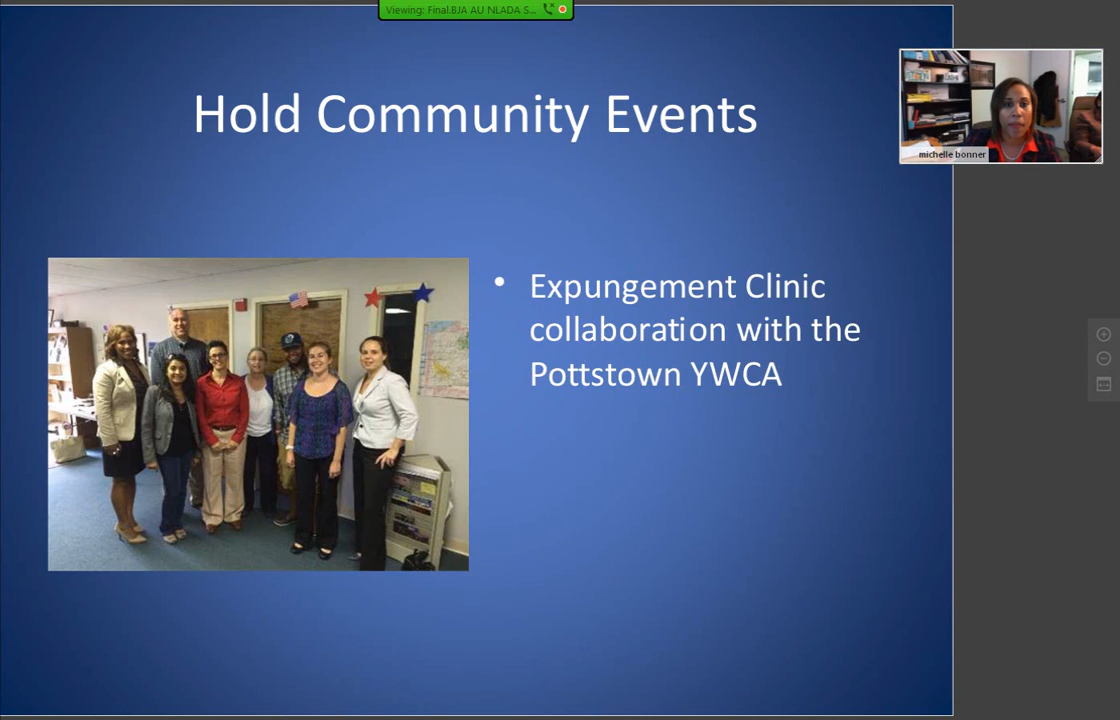 Viewing: Final.BJA AU NLADA S...
Hold Community Events
michelle bonner
• Expungement Clinic
collaboration with the
Pottstown YWCA